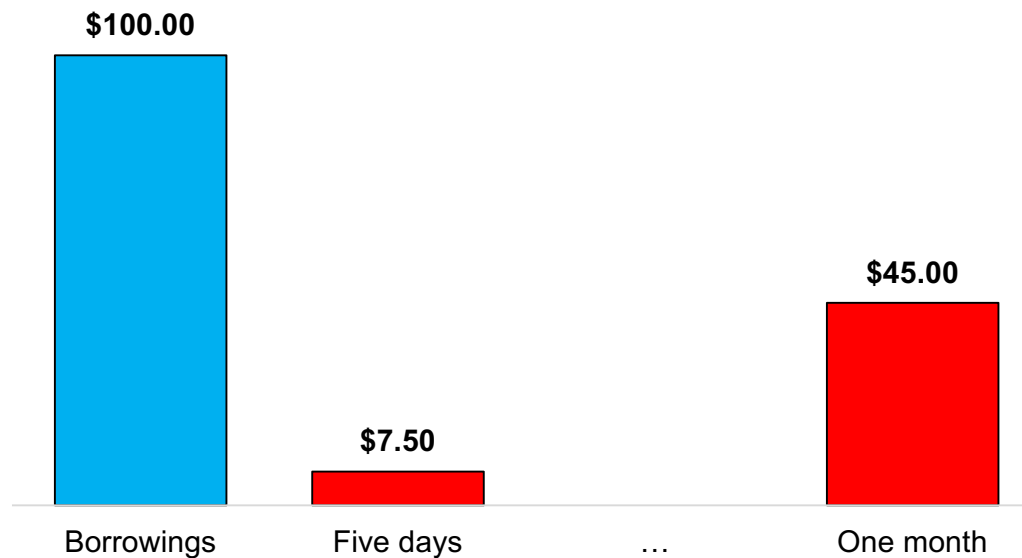 $100.00
$45.00
$7.50
Borrowings
Five days
…
One month